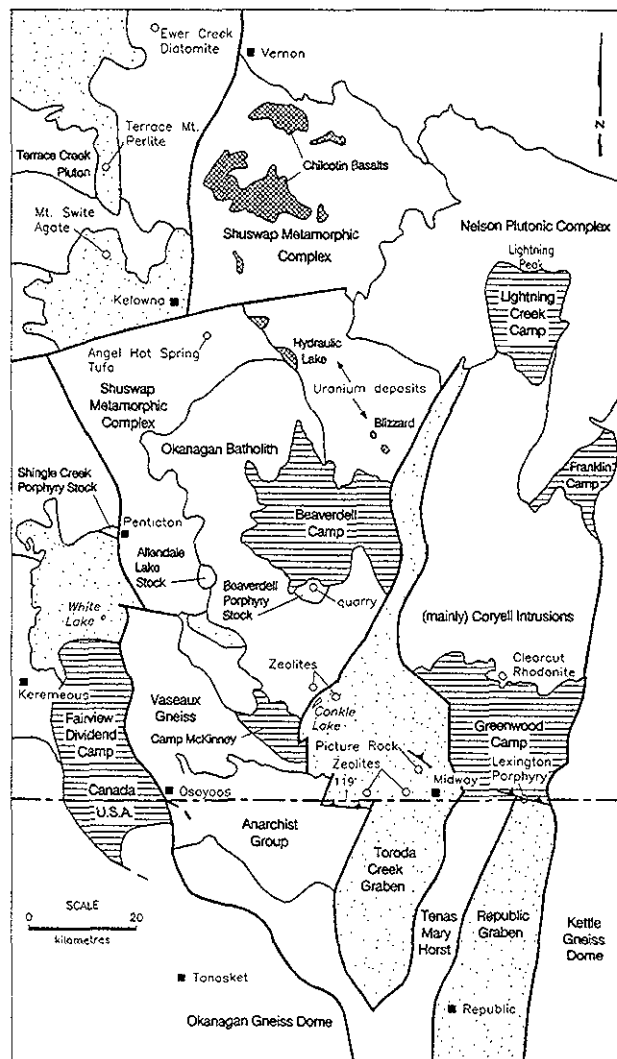 Ewer Creek
Diatomite
Vernon
N
Terrace Mt.
Perlite
Terrace Creek
Pluton
Chilcotin Basalts
Mt. Swite
Agate
Shuswap Metamorphic
Complex
Nelson Plutonic Complex
Lightning
Peak
Lightning
Creek
Camp
Kelowna
Angel Hot Spring
Tufa
Hydraulic
Lake
Uranium deposits
Shuswap
Metamorphic
Complex
Blizzard
Okanagan Batholith
Franklin
Camp
Shingle Creek
Porphyry Stock
Beaverdell
Camp
Penticton
Allendale
Lake
Stock
Beaverdell
Porphyry
Stock
quarry
White
Lake
(mainly) Coryell Intrusions
Zeolites
Clearcut
Rhodonite
Keremeous
Vaseaux
Gneiss
Conkle
Lake
Fairview
Dividend
Camp
Camp McKinney
Greenwood
Camp
Picture Rock
Zeolites
Lexington
Porphyry
119°
Midway
Canada
U.S.A.
Osoyoos
Anarchist
Group
Toroda
Creek
Graben
SCALE
0 20
kilometres
Tenas
Mary
Horst
Republic
Graben
Kettle
Gneiss
Dome
Tonasket
Republic
Okanagan Gneiss Dome